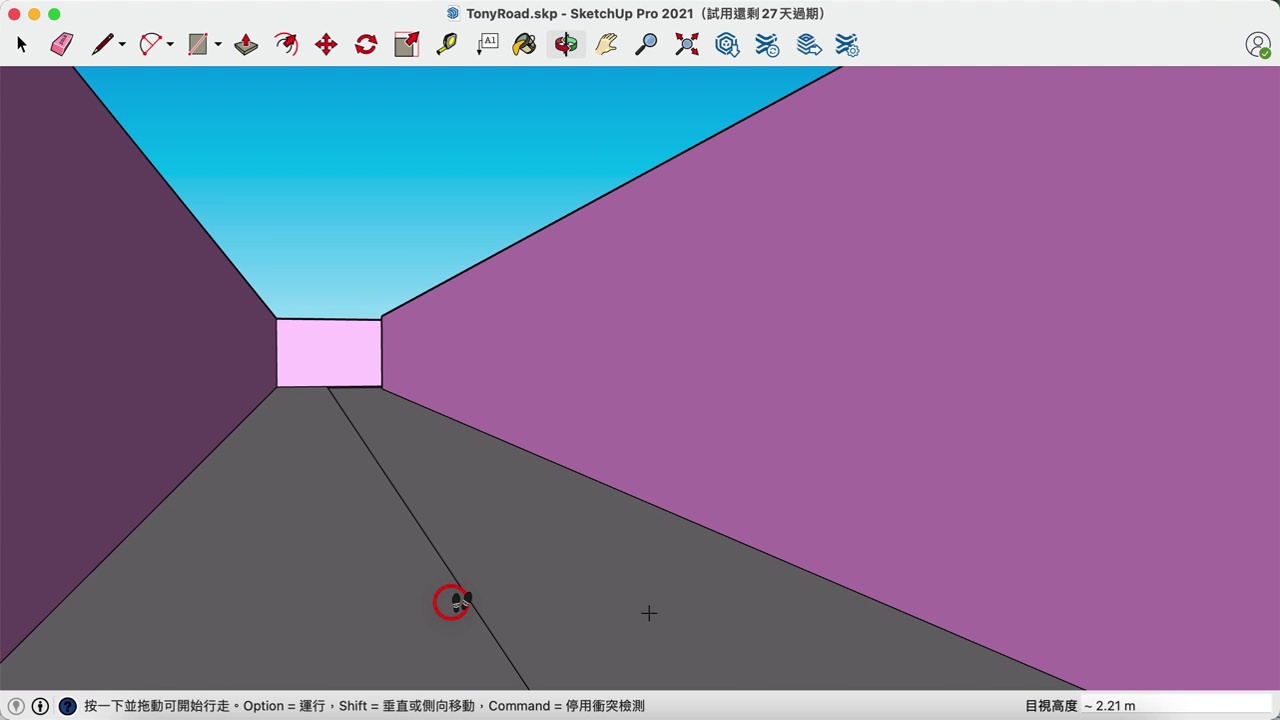 TonyRoad.skp - SketchUp Pro 2021（試用還剩 27 天過期）
A1
按一下並拖動可開始行走。Option = 運行，Shift = 垂直或側向移動，Command = 停用衝突檢測
目視高度 ~ 2.21 m